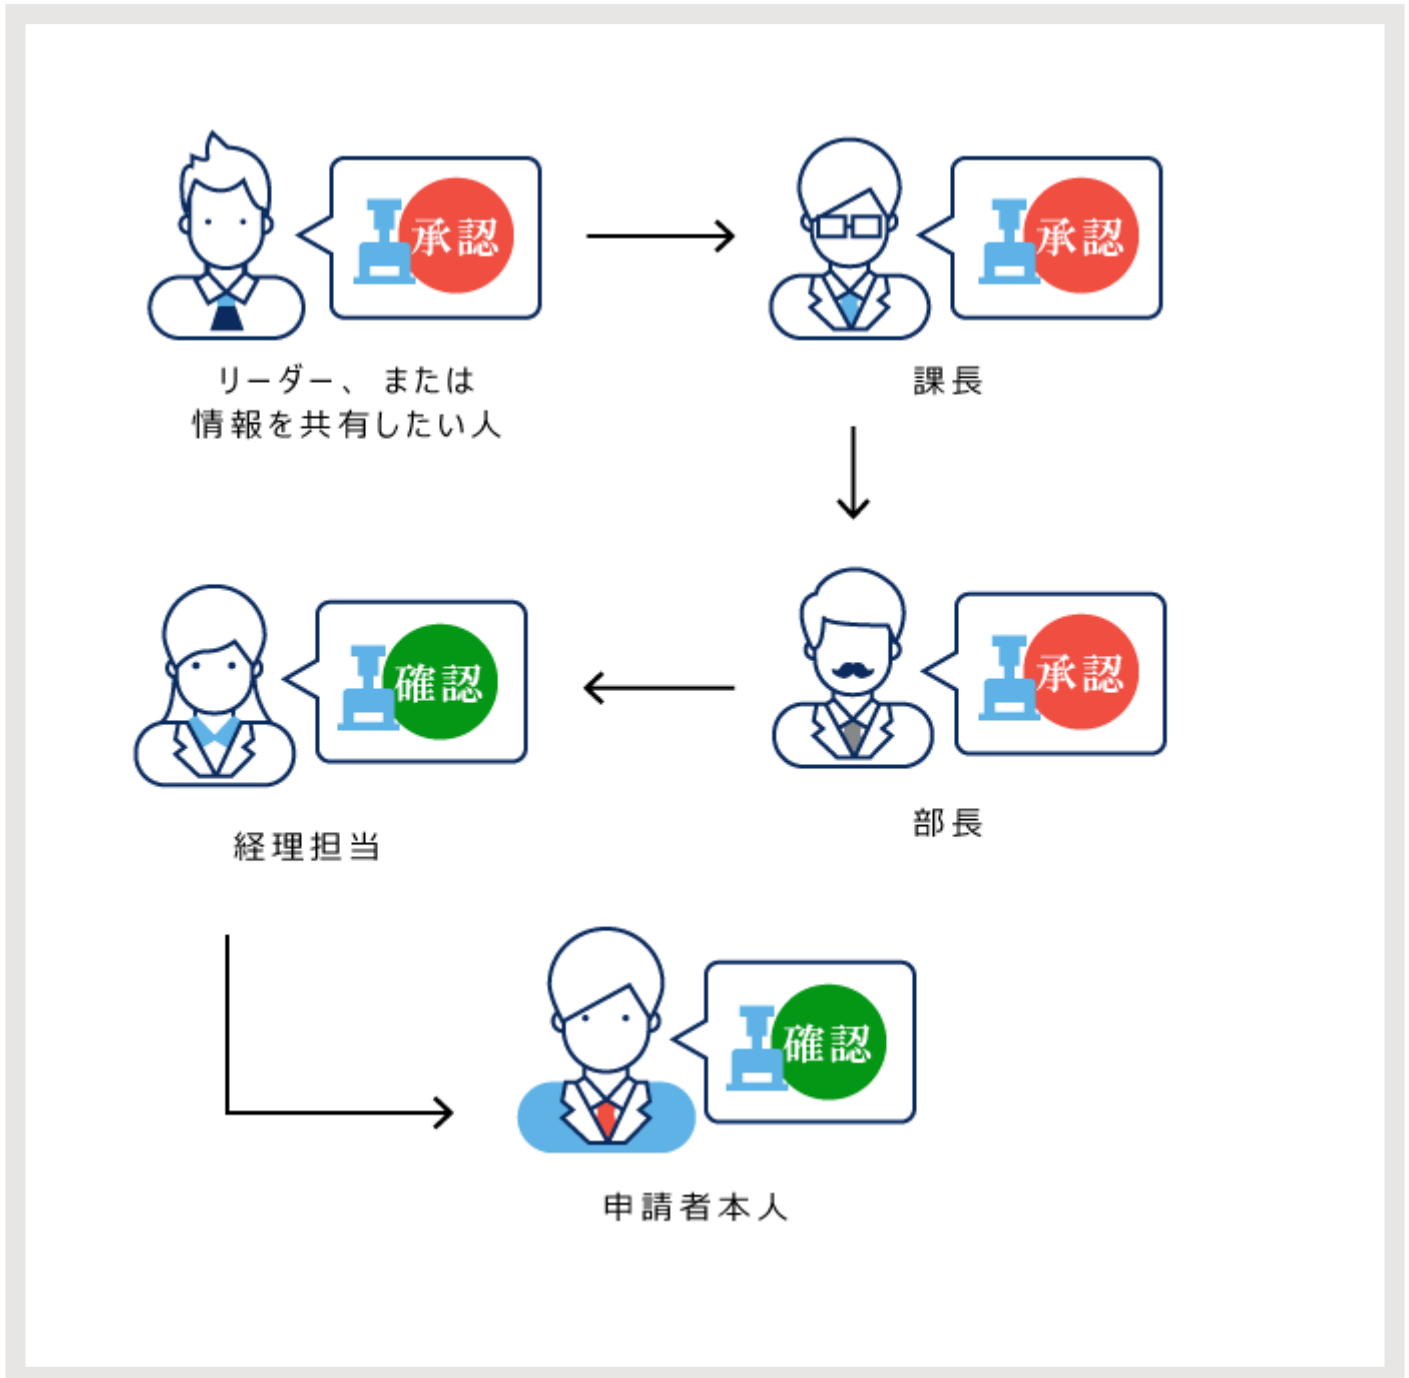 承認
承認
リーダー、または
情報を共有したい人
課長
確認
承認
経理担当
部長
確認
申請者本人